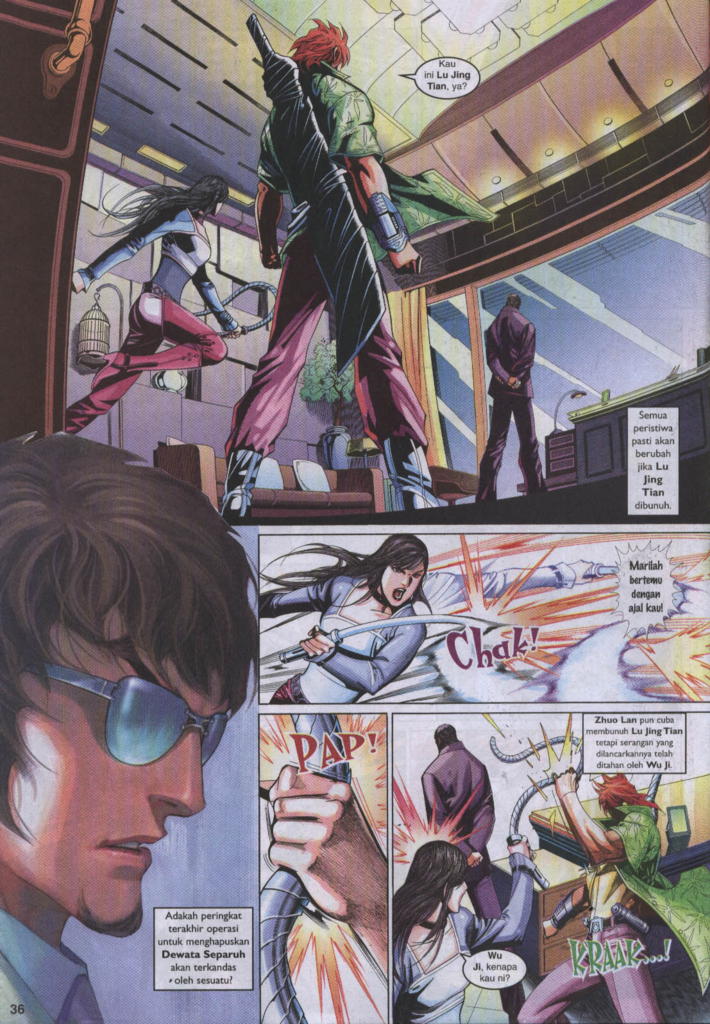 Kau
ini Lu Jing
Tian, ya?
Semua
peristiwa
pasti akan
berubah
jika Lu
Jing
Tian
dibunuh.
Marilah
bertemu
dengan
ajal kau!
Chak!
PAP!
Zhuo Lan pun cuba
membunuh Lu Jing Tian
tetapi serangan yang
dilancarkannya telah
ditahan oleh Wu Ji.
Adakah peringkat
terakhir operasi
untuk menghapuskan
Dewata Separuh
akan terkandas
oleh sesuatu?
Wu
Ji, kenapa
kau ni?
KRAAK...!
36